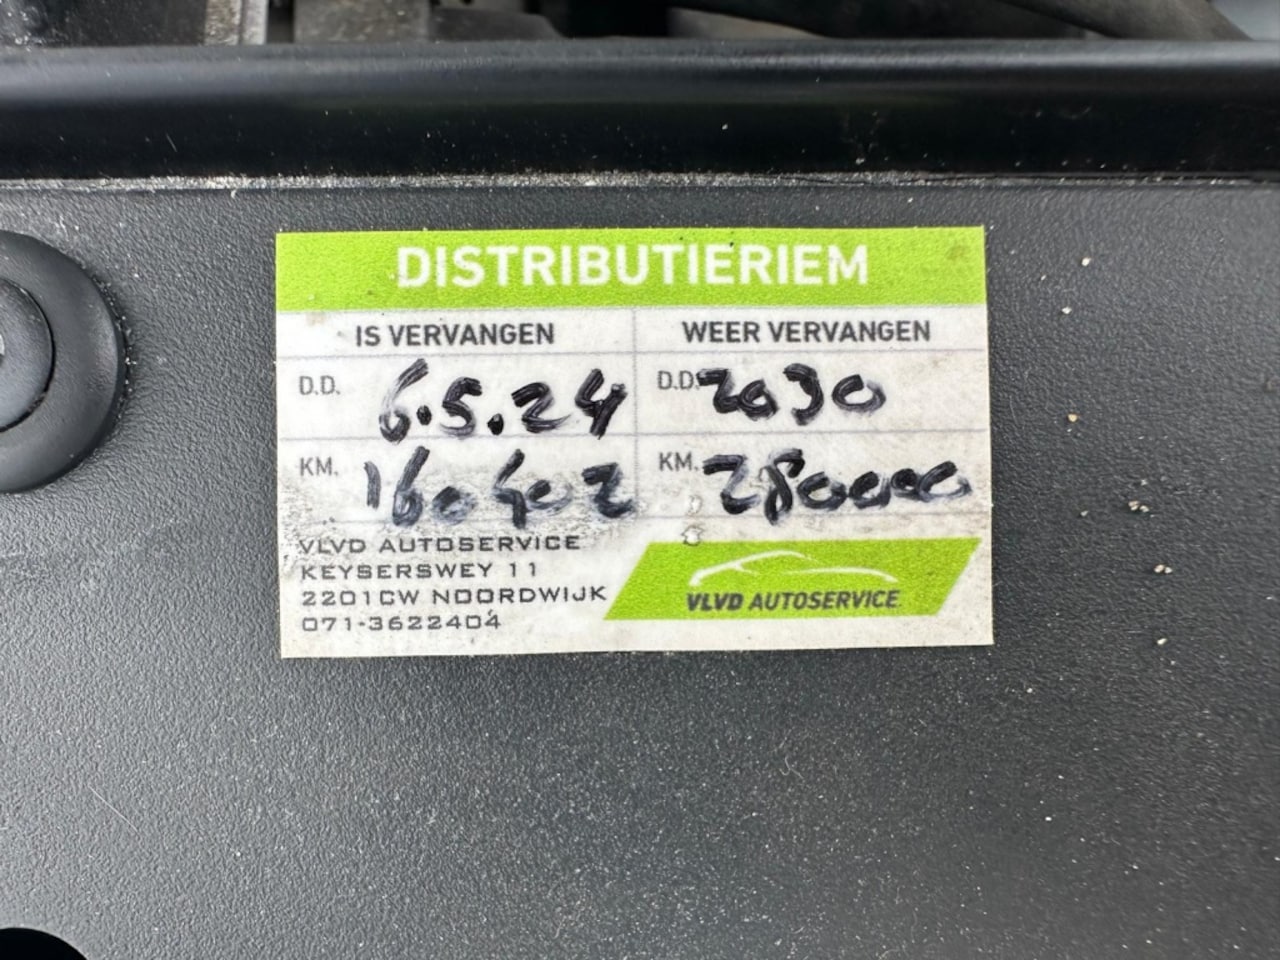 DISTRIBUTIERIEM
IS VERVANGEN WEER VERVANGEN
D.D. 6.5.24 D.D. 2030
KM. 160402 KM. 280000
VLVD AUTOSERVICE
KEYSERSWEY 11
2201CW NOORDWIJK
071-3622404
VLVD AUTOSERVICE